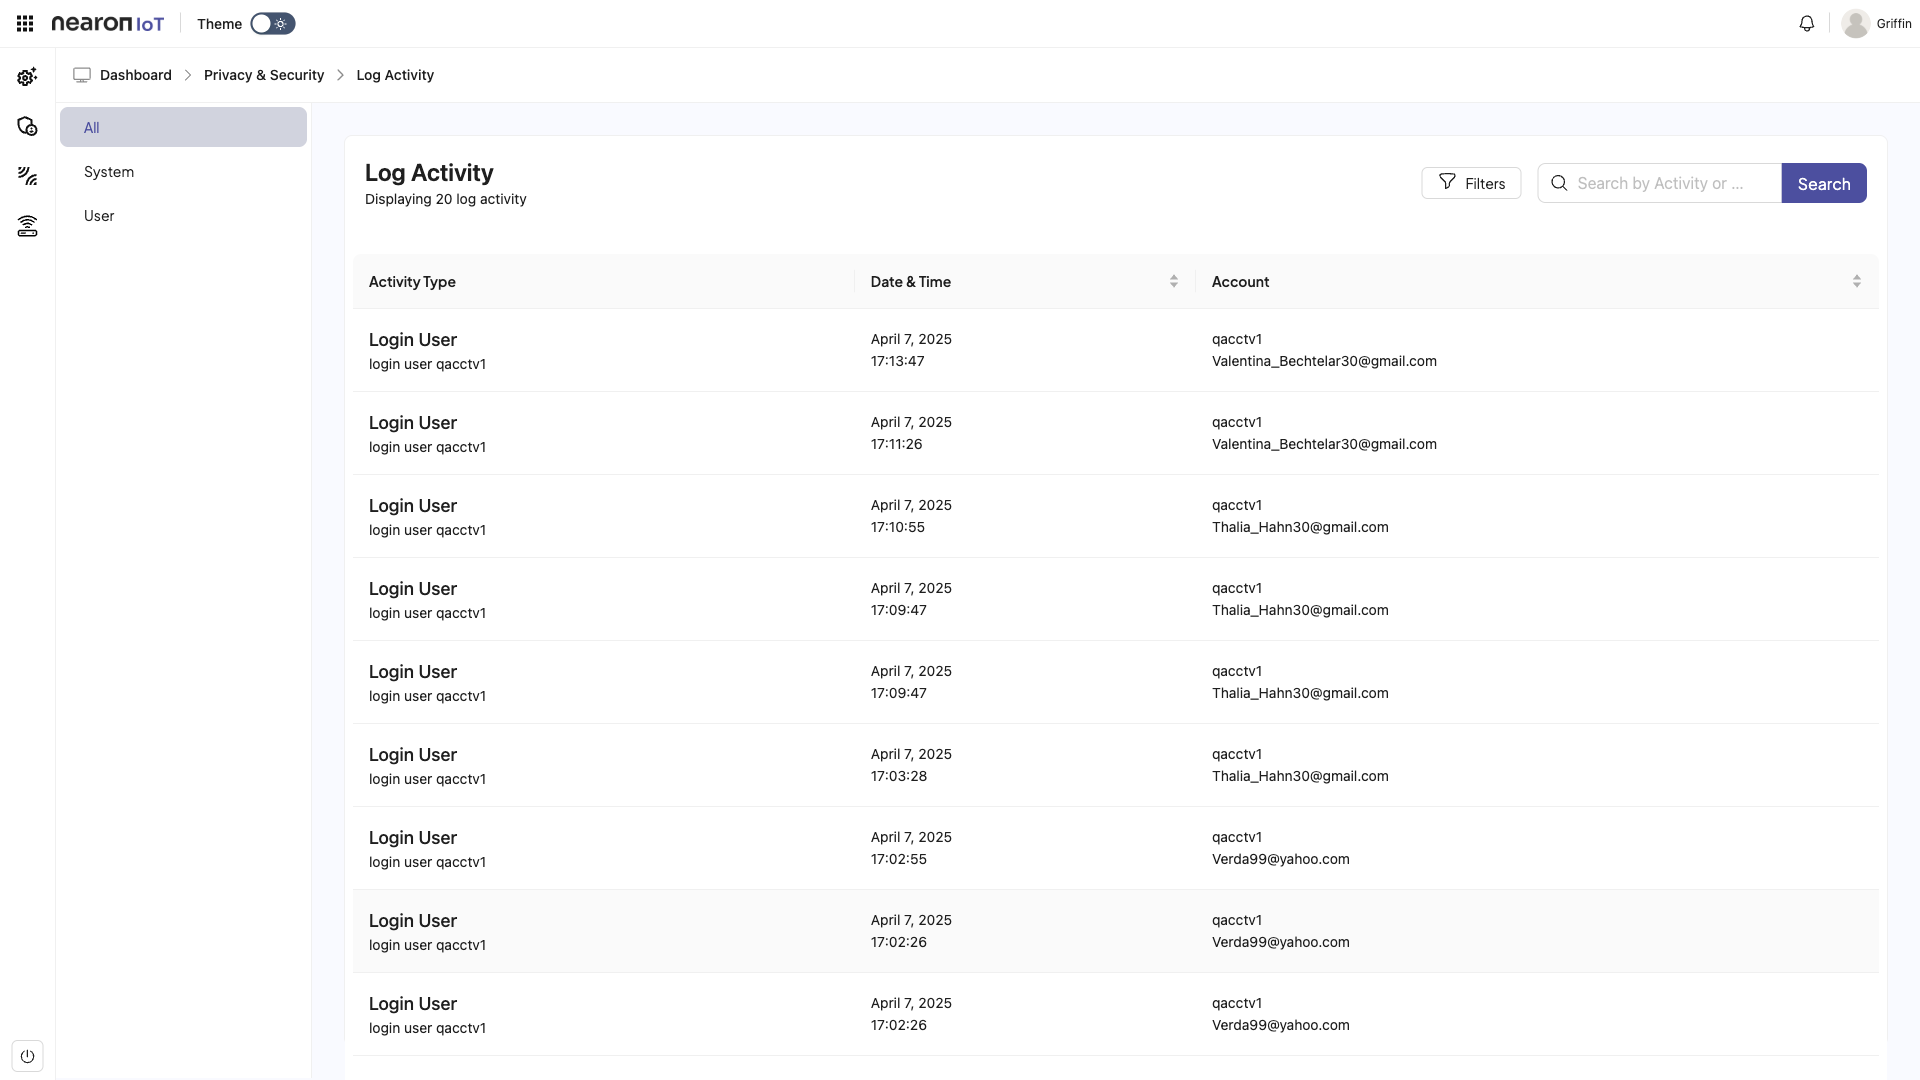 nearon IoT
Theme
Griffin
Dashboard > Privacy & Security > Log Activity
All
System
User
Log Activity
Displaying 20 log activity
Filters
Search by Activity or ...
Search
Activity Type Date & Time Account
Login User
login user qacctv1
April 7, 2025
17:13:47
qacctv1
Valentina_Bechtelar30@gmail.com
Login User
login user qacctv1
April 7, 2025
17:11:26
qacctv1
Valentina_Bechtelar30@gmail.com
Login User
login user qacctv1
April 7, 2025
17:10:55
qacctv1
Thalia_Hahn30@gmail.com
Login User
login user qacctv1
April 7, 2025
17:09:47
qacctv1
Thalia_Hahn30@gmail.com
Login User
login user qacctv1
April 7, 2025
17:09:47
qacctv1
Thalia_Hahn30@gmail.com
Login User
login user qacctv1
April 7, 2025
17:03:28
qacctv1
Thalia_Hahn30@gmail.com
Login User
login user qacctv1
April 7, 2025
17:02:55
qacctv1
Verda99@yahoo.com
Login User
login user qacctv1
April 7, 2025
17:02:26
qacctv1
Verda99@yahoo.com
Login User
login user qacctv1
April 7, 2025
17:02:26
qacctv1
Verda99@yahoo.com